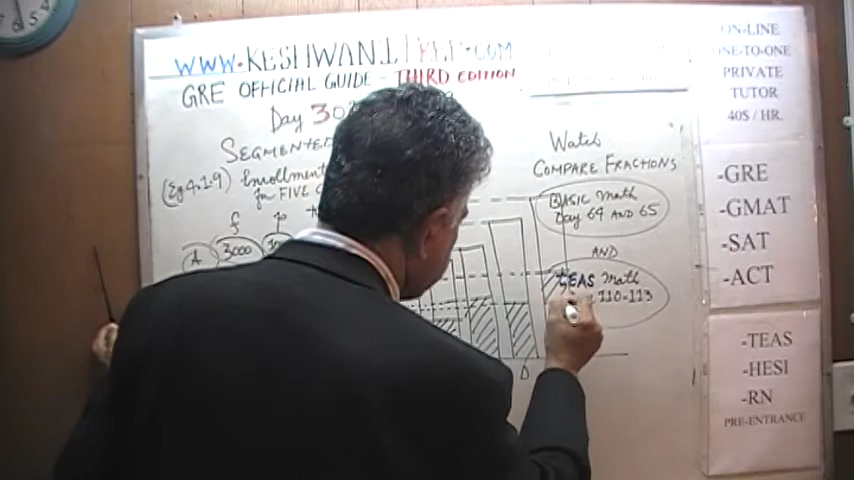 WWW.KESHWANI PREP.COM
GRE OFFICIAL GUIDE - THIRD EDITION
Day 30
SEGMENTED
(Eg 4.1.9) Enrollment
for FIVE
f
A 3000
D
Watch
COMPARE FRACTIONS
BASIC Math
Day 64 AND 65
AND
TEAS Math
110-113
ON-LINE
ONE-TO-ONE
PRIVATE
TUTOR
40$ / HR.
-GRE
-GMAT
-SAT
-ACT
-TEAS
-HESI
-RN
PRE-ENTRANCE